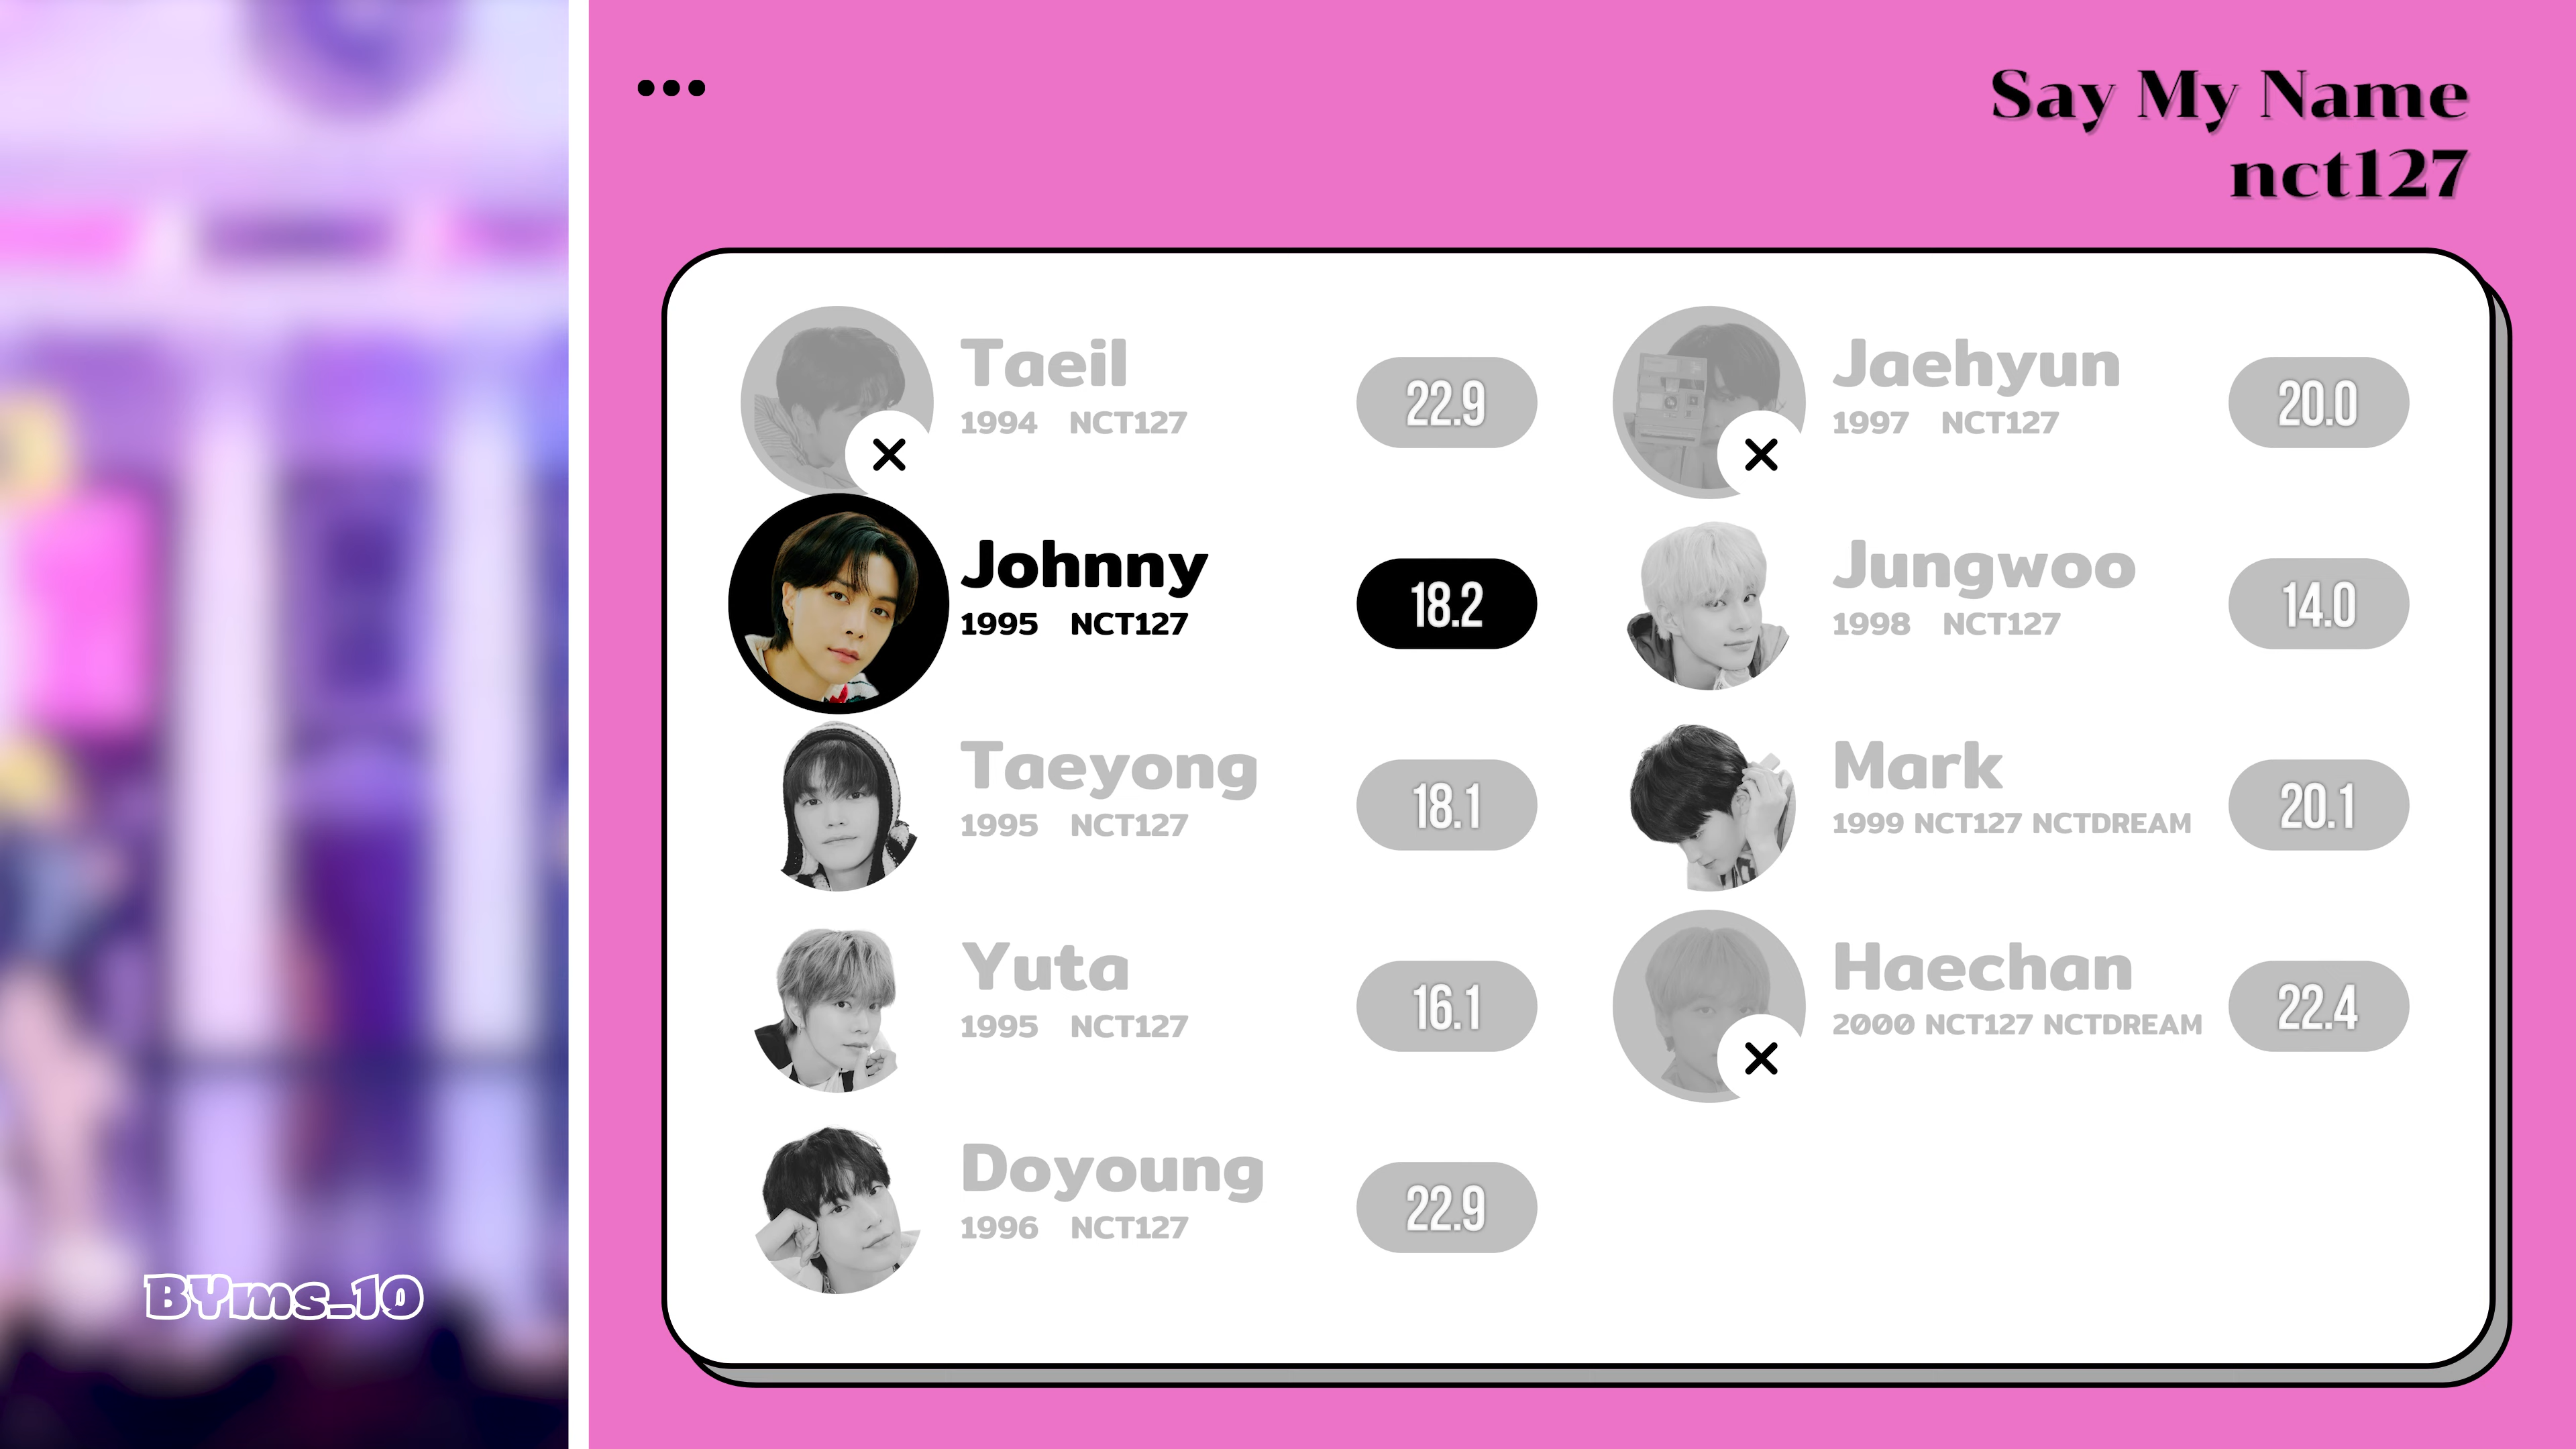 Say My Name
nct127
Taeil
1994 NCT127
22.9
Johnny
1995 NCT127
18.2
Taeyong
1995 NCT127
18.1
Yuta
1995 NCT127
16.1
Doyoung
1996 NCT127
22.9
Jaehyun
1997 NCT127
20.0
Jungwoo
1998 NCT127
14.0
Mark
1999 NCT127 NCTDREAM
20.1
Haechan
2000 NCT127 NCTDREAM
22.4
BYms_10